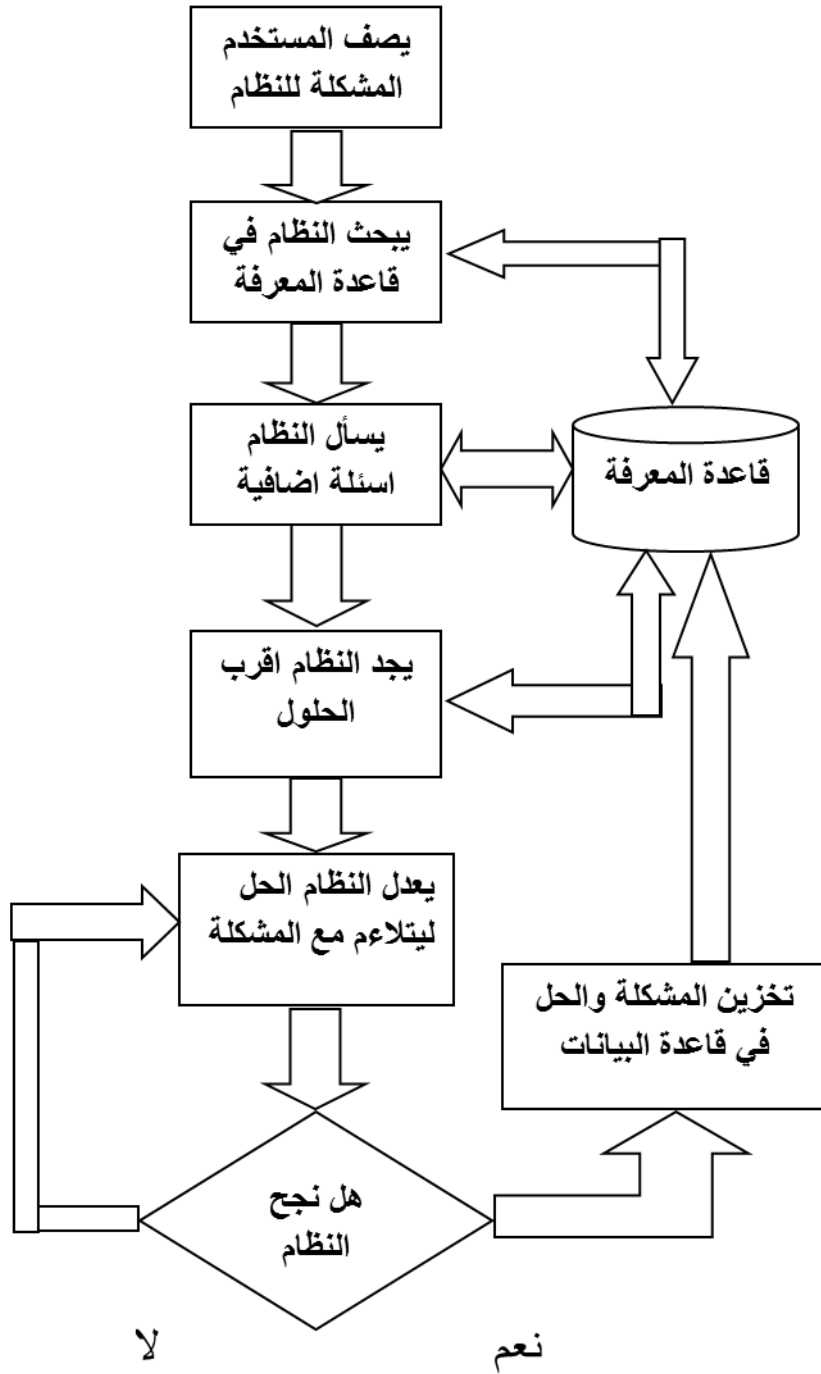 يصف المستخدم
المشكلة للنظام
يبحث النظام في
قاعدة المعرفة
يسأل النظام
اسئلة اضافية
قاعدة المعرفة
يجد النظام اقرب
الحلول
يعدل النظام الحل
ليتلاءم مع المشكلة
تخزين المشكلة والحل
في قاعدة البيانات
هل نجح
النظام
نعم
لا